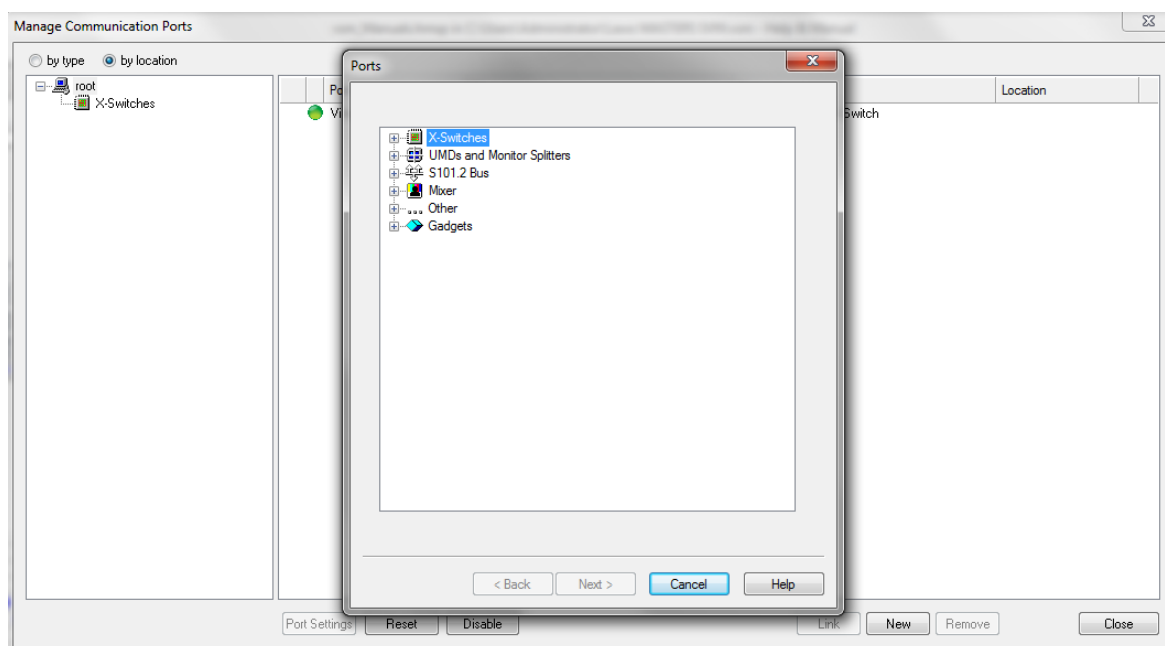 Manage Communication Ports
by type by location
root
X-Switches
Location
Switch
Ports
X-Switches
UMDs and Monitor Splitters
S101.2 Bus
Mixer
Other
Gadgets
< Back Next > Cancel Help
Port Settings Reset Disable Link New Remove Close